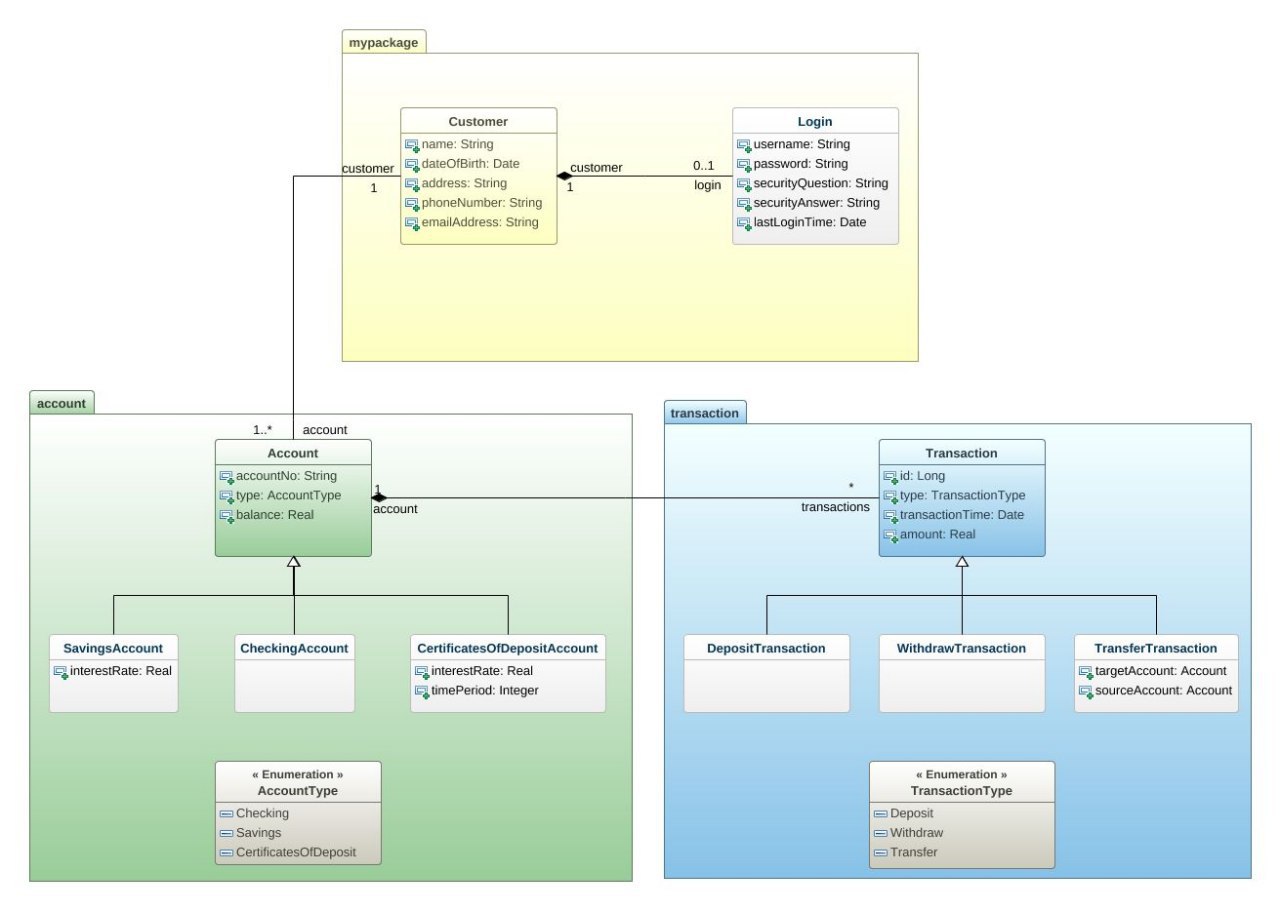 mypackage
Customer
name: String
dateOfBirth: Date
address: String
phoneNumber: String
emailAddress: String
Login
username: String
password: String
securityQuestion: String
securityAnswer: String
lastLoginTime: Date
customer
1
customer
1
0..1
login
account
1..*
account
Account
accountNo: String
type: AccountType
balance: Real
1
account
*
transactions
transaction
Transaction
id: Long
type: TransactionType
transactionTime: Date
amount: Real
SavingsAccount
interestRate: Real
CheckingAccount
CertificatesOfDepositAccount
interestRate: Real
timePeriod: Integer
DepositTransaction
WithdrawTransaction
TransferTransaction
targetAccount: Account
sourceAccount: Account
« Enumeration »
AccountType
Checking
Savings
CertificatesOfDeposit
« Enumeration »
TransactionType
Deposit
Withdraw
Transfer